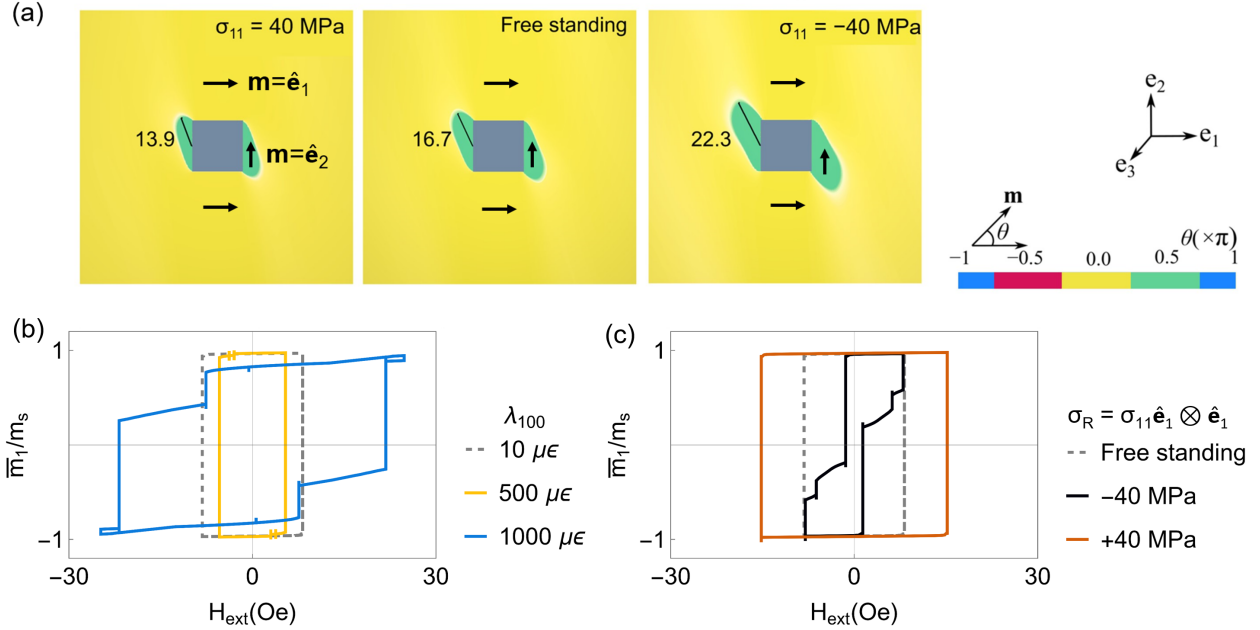 (a)
σ₁₁ = 40 MPa
Free standing
σ₁₁ = −40 MPa
m=ê₁
13.9
m=ê₂
16.7
22.3
e₂
e₁
e₃
m
θ
θ(×π)
−1 −0.5 0.0 0.5 1
(b)
1
−1
m̅₁/mₛ
−30 0 30
H_ext(Oe)
λ₁₀₀
10 με
500 με
1000 με
(c)
1
−1
m̅₁/mₛ
−30 0 30
H_ext(Oe)
σ_R = σ₁₁ê₁ ⊗ ê₁
Free standing
−40 MPa
+40 MPa